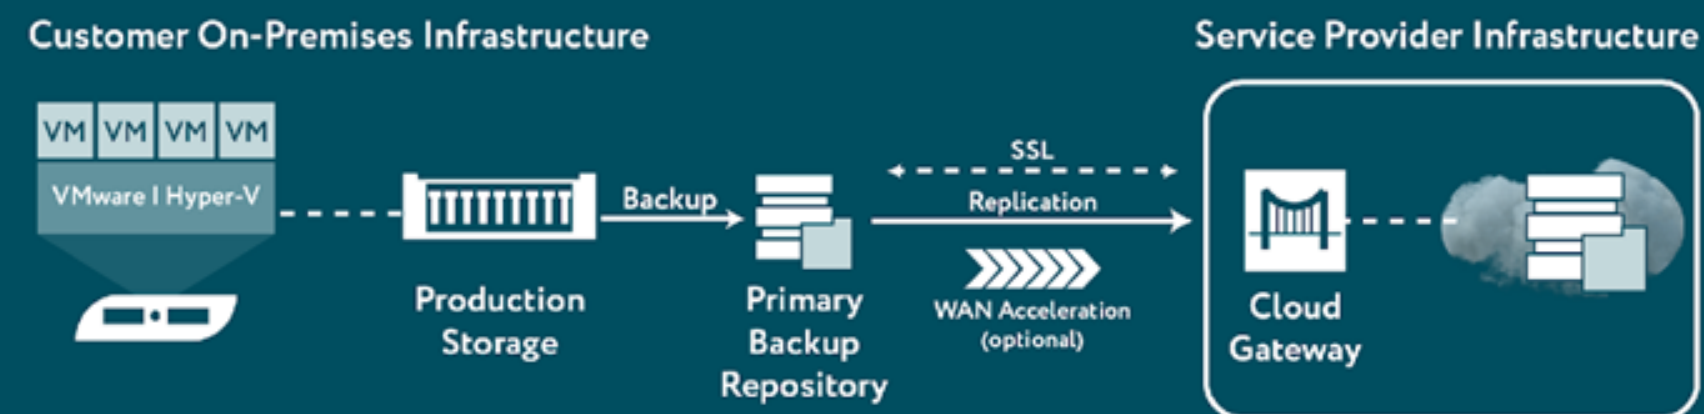 Customer On-Premises Infrastructure
Service Provider Infrastructure
VM VM VM VM
VMware | Hyper-V
Backup
SSL
Replication
Production
Storage
Primary
Backup
Repository
WAN Acceleration
(optional)
Cloud
Gateway